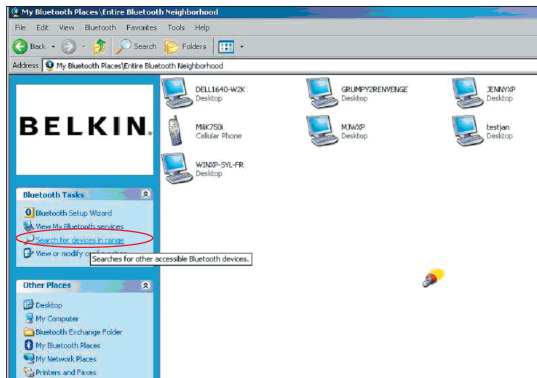 My Bluetooth Places\Entire Bluetooth Neighborhood
File Edit View Bluetooth Favorites Tools Help
Back Search Folders
Address My Bluetooth Places\Entire Bluetooth Neighborhood
BELKIN.
DELL1640-W2K
Desktop
GRUMPY2RENVENGE
Desktop
JENNYXP
Desktop
Miik750i
Cellular Phone
MJWXP
Desktop
testjan
Desktop
WINXP-SYL-FR
Desktop
Bluetooth Tasks
Bluetooth Setup Wizard
View My Bluetooth services
Search for devices in range
View or modify
Searches for other accessible Bluetooth devices.
Other Places
Desktop
My Computer
Bluetooth Exchange Folder
My Bluetooth Places
My Network Places
Printers and Faxes